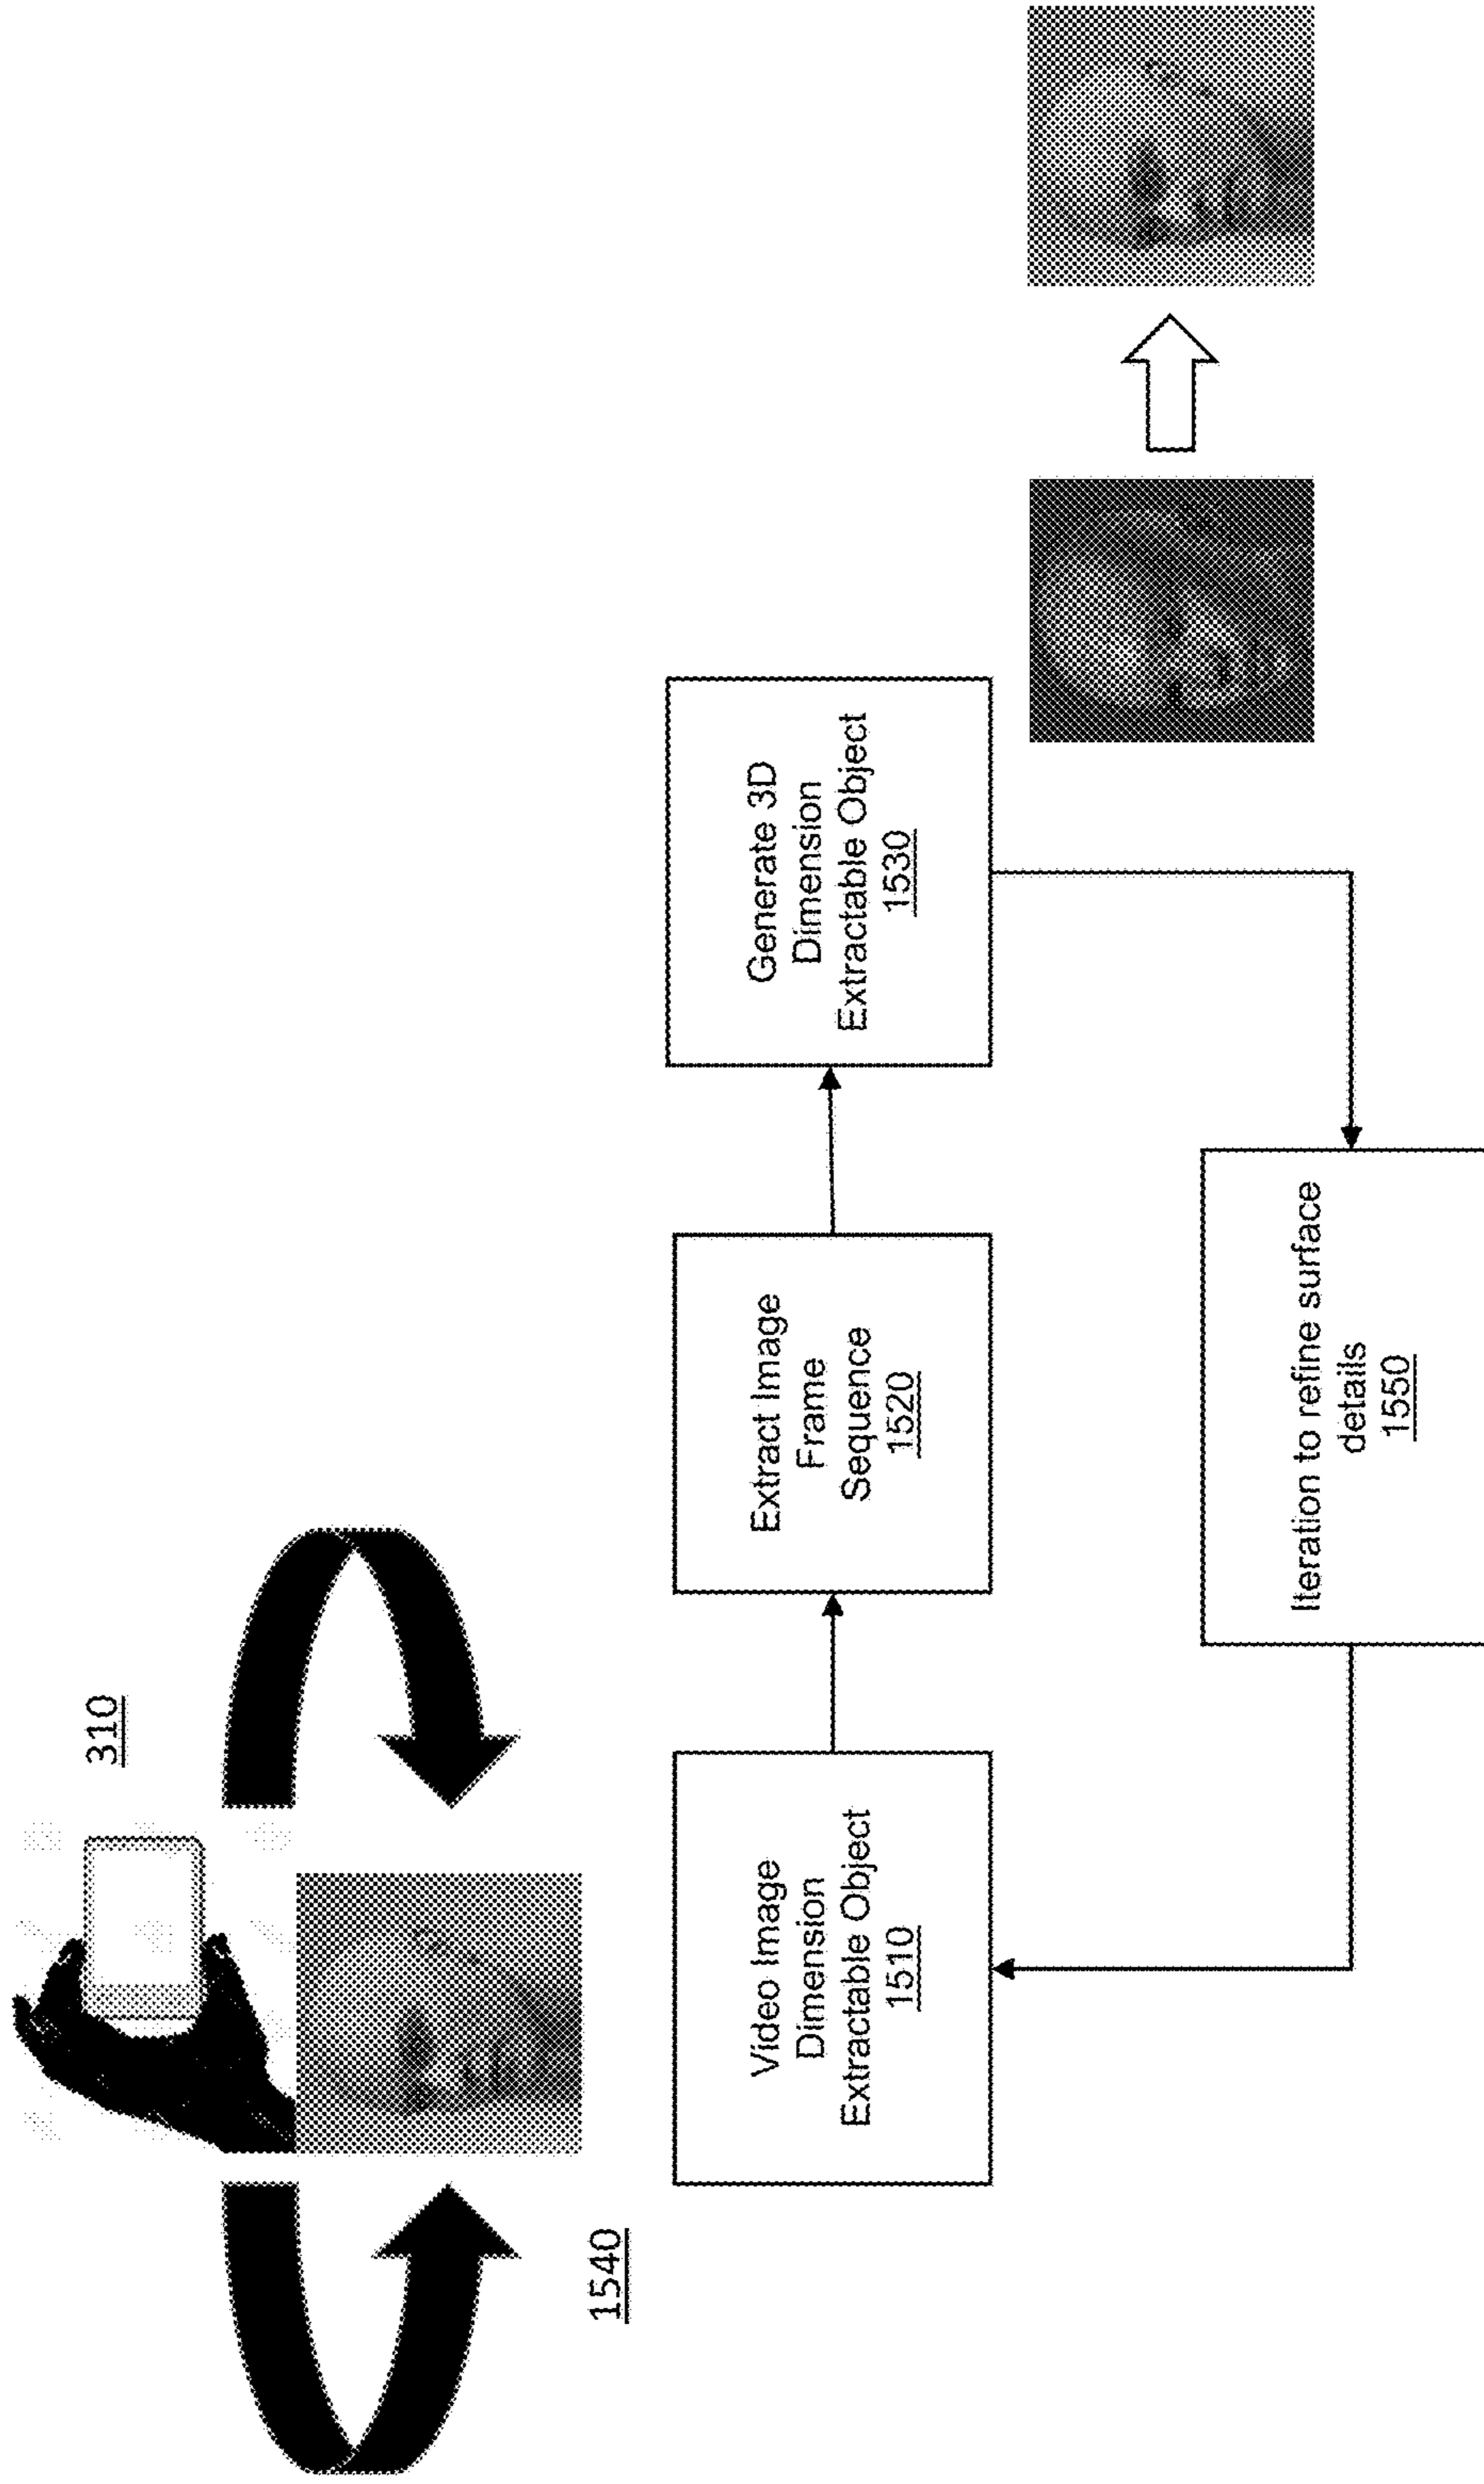 310
1540
Video Image
Dimension
Extractable Object
1510
Extract Image
Frame
Sequence
1520
Generate 3D
Dimension
Extractable Object
1530
Iteration to refine surface
details
1550